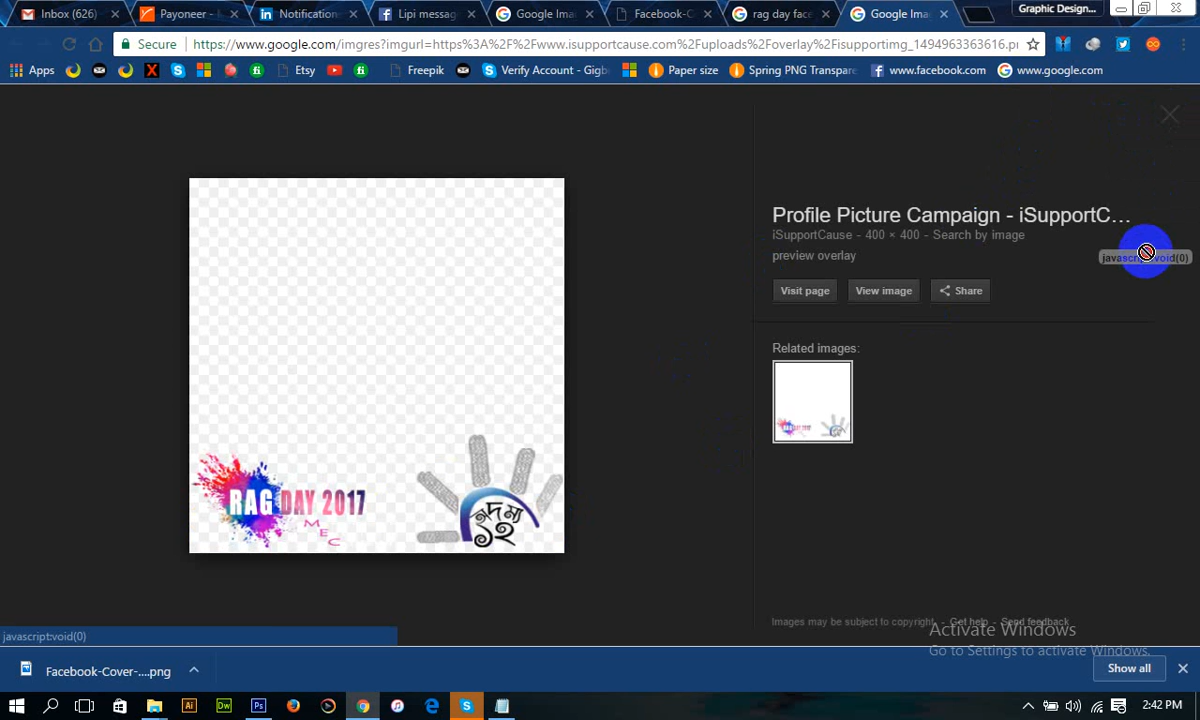 Inbox (626)
Payoneer -
Notification
Lipi messag
Google Ima
Facebook-C
rag day face
Google Ima
Graphic Design...
Secure
https://www.google.com/imgres?imgurl=https%3A%2F%2Fwww.isupportcause.com%2Fuploads%2Foverlay%2Fisupportimg_1494963363616.p
Apps
Etsy
Freepik
Verify Account - Gigb
Paper size
Spring PNG Transpare
www.facebook.com
www.google.com
Profile Picture Campaign - iSupportC...
iSupportCause - 400 × 400 - Search by image
preview overlay
javascript:void(0)
Visit page
View image
Share
Related images:
RAG DAY 2017
MEC
Images may be subject to copyright.
Get help
Send feedback
Activate Windows
Go to Settings to activate Windows.
javascript:void(0)
Facebook-Cover-....png
Show all
Ai
Dw
Ps
2:42 PM